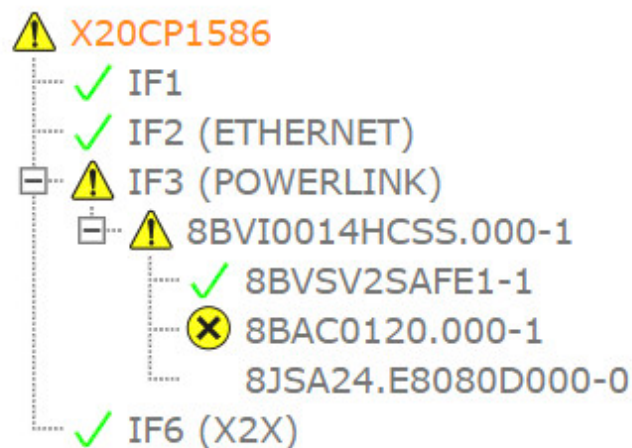 X20CP1586
IF1
IF2 (ETHERNET)
IF3 (POWERLINK)
8BVI0014HCSS.000-1
8BVSV2SAFE1-1
8BAC0120.000-1
8JSA24.E8080D000-0
IF6 (X2X)